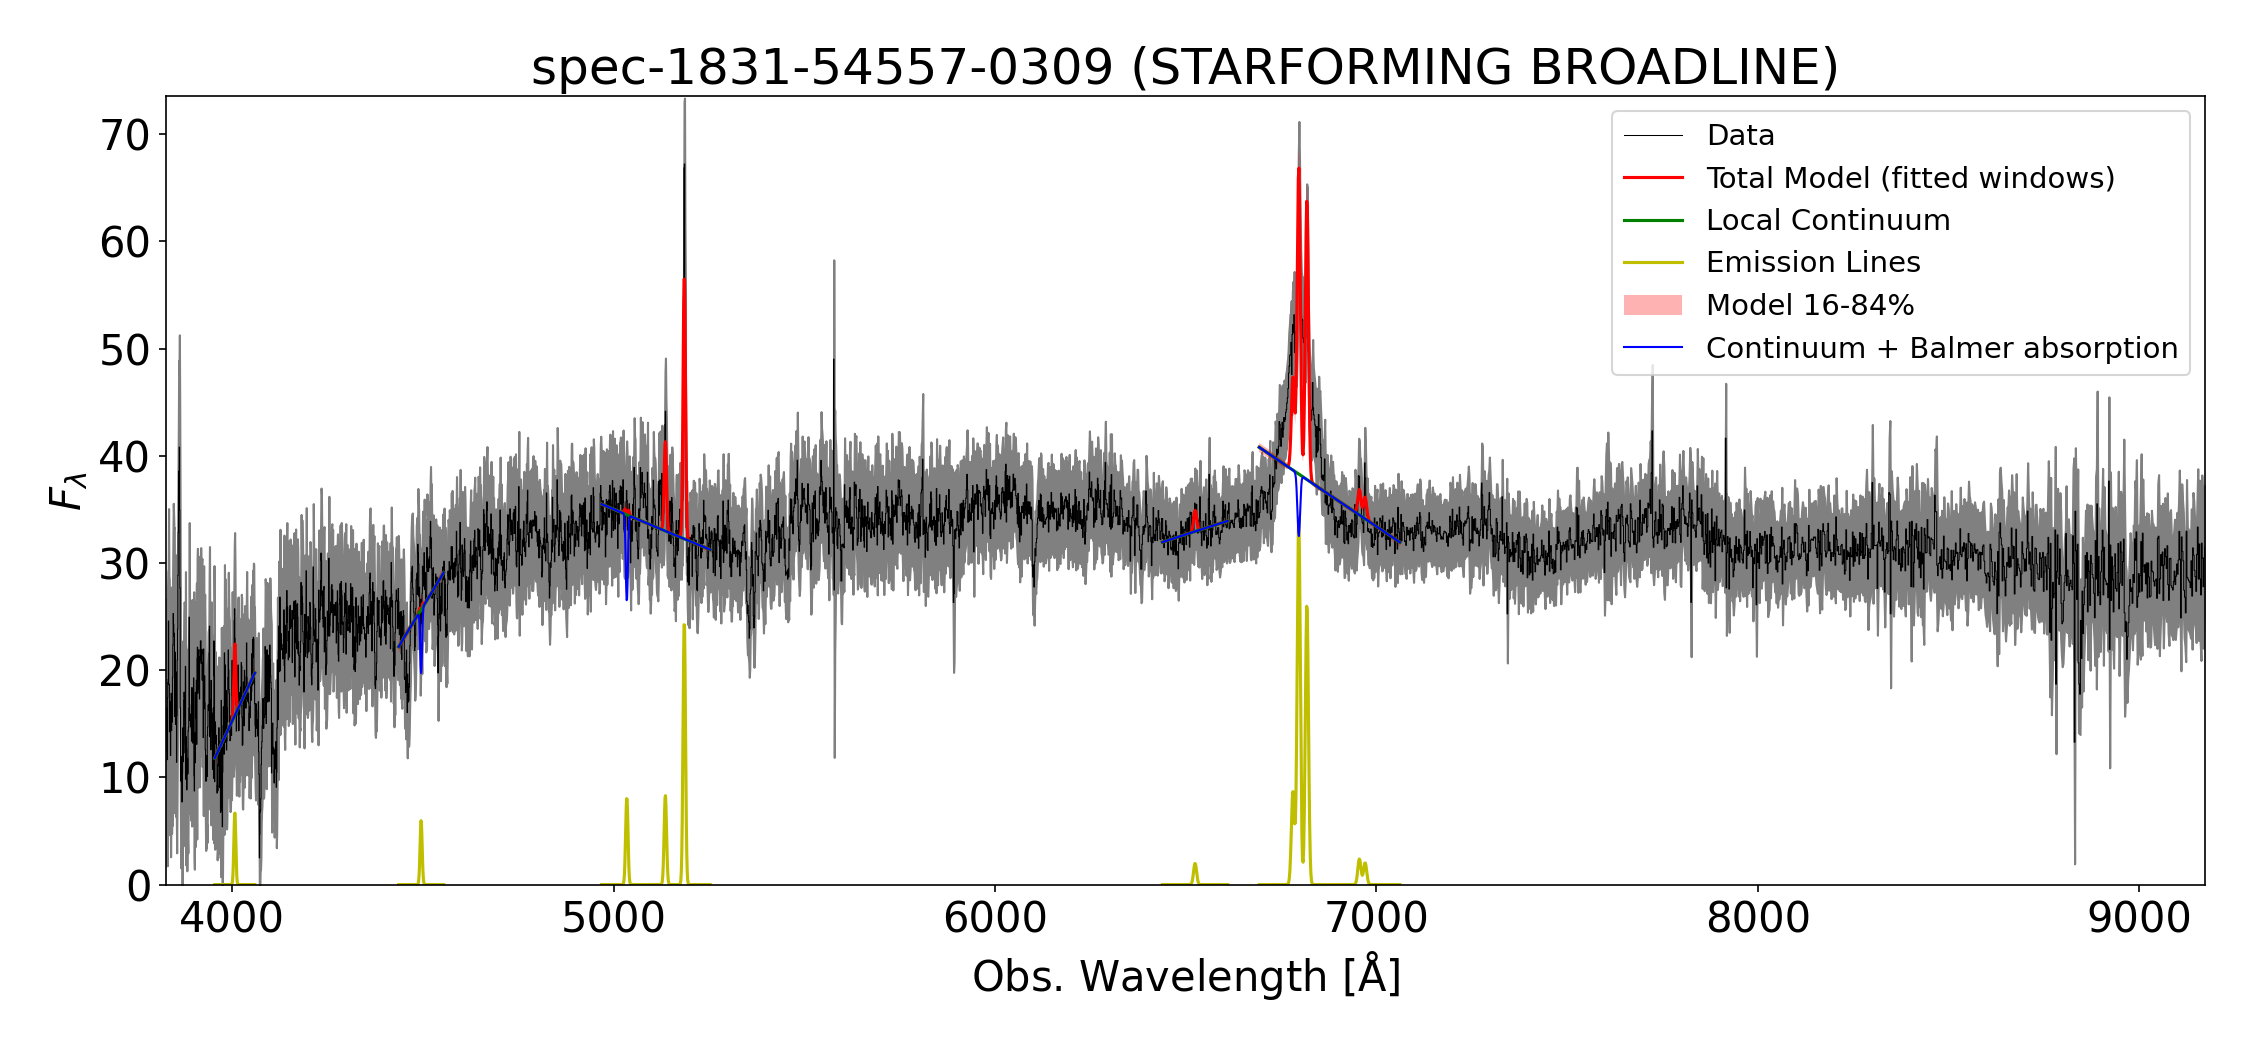 spec-1831-54557-0309 (STARFORMING BROADLINE)
Data
Total Model (fitted windows)
Local Continuum
Emission Lines
Model 16-84%
Continuum + Balmer absorption
70
60
50
40
30
20
10
0
F_λ
4000 5000 6000 7000 8000 9000
Obs. Wavelength [Å]